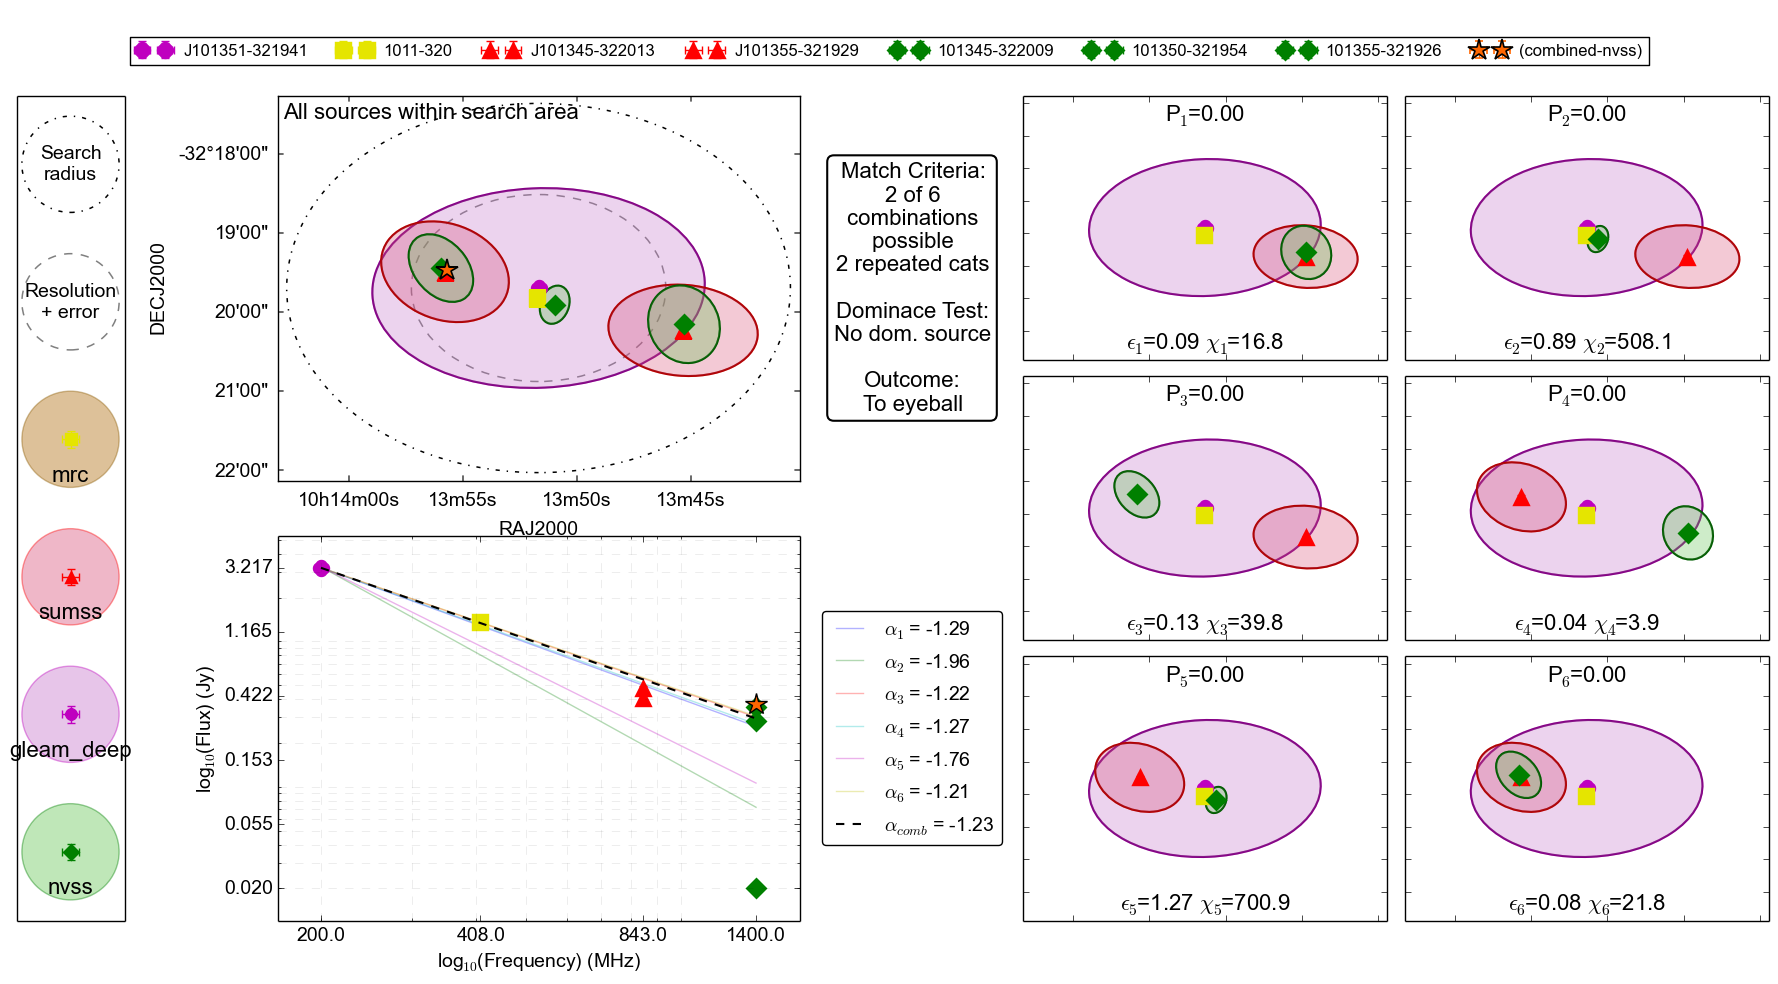 J101351-321941 1011-320 J101345-322013 J101355-321929 101345-322009 101350-321954 101355-321926 (combined-nvss)
Search
radius
Resolution
+ error
mrc
sumss
gleam_deep
nvss
All sources within search area
-32°18'00"
19'00"
20'00"
21'00"
22'00"
DECJ2000
10h14m00s 13m55s 13m50s 13m45s
RAJ2000
Match Criteria:
2 of 6
combinations
possible
2 repeated cats
Dominace Test:
No dom. source
Outcome:
To eyeball
3.217
1.165
0.422
0.153
0.055
0.020
log10(Flux) (Jy)
200.0 408.0 843.0 1400.0
log10(Frequency) (MHz)
α1 = -1.29
α2 = -1.96
α3 = -1.22
α4 = -1.27
α5 = -1.76
α6 = -1.21
αcomb = -1.23
P1=0.00
ϵ1=0.09 χ1=16.8
P2=0.00
ϵ2=0.89 χ2=508.1
P3=0.00
ϵ3=0.13 χ3=39.8
P4=0.00
ϵ4=0.04 χ4=3.9
P5=0.00
ϵ5=1.27 χ5=700.9
P6=0.00
ϵ6=0.08 χ6=21.8